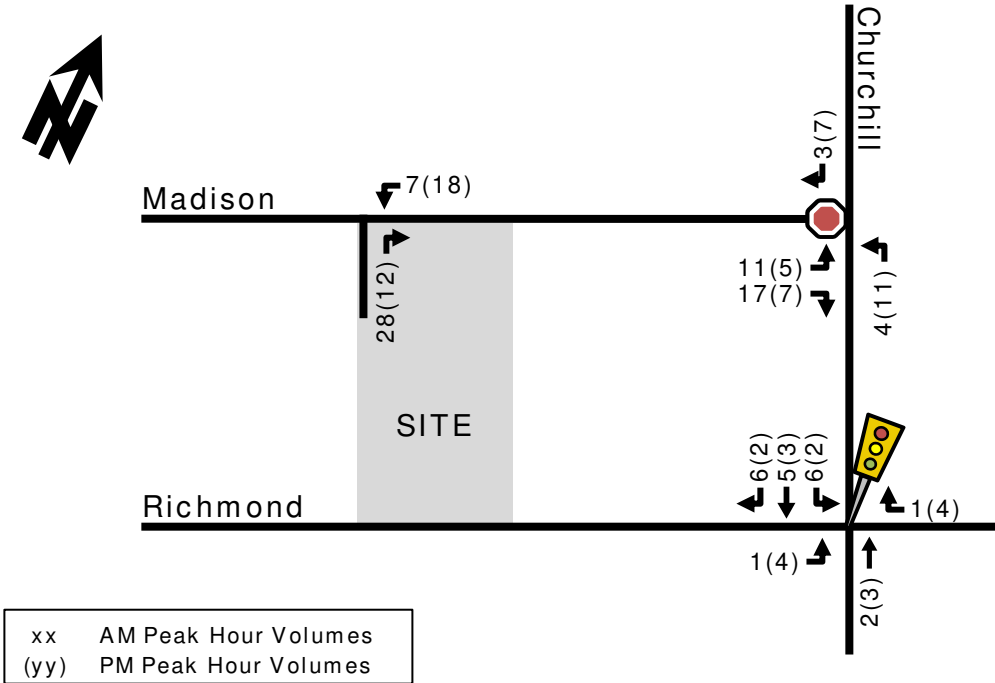 Churchill
3(7)
7(18)
Madison
28(12)
11(5)
17(7)
4(11)
SITE
6(2)
5(3)
6(2)
Richmond
1(4)
1(4)
2(3)
xx AM Peak Hour Volumes
(yy) PM Peak Hour Volumes